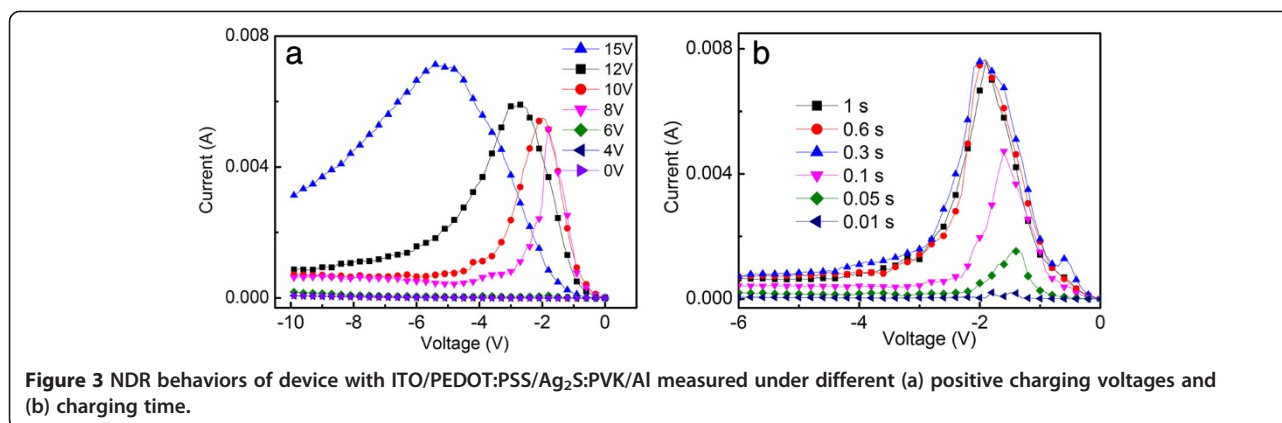 a
0.008
0.004
0.000
Current (A)
-10
-8
-6
-4
-2
0
Voltage (V)
15V
12V
10V
8V
6V
4V
0V
b
0.008
0.004
0.000
Current (A)
-6
-4
-2
0
Voltage (V)
1 s
0.6 s
0.3 s
0.1 s
0.05 s
0.01 s
Figure 3 NDR behaviors of device with ITO/PEDOT:PSS/Ag₂S:PVK/Al measured under different (a) positive charging voltages and
(b) charging time.